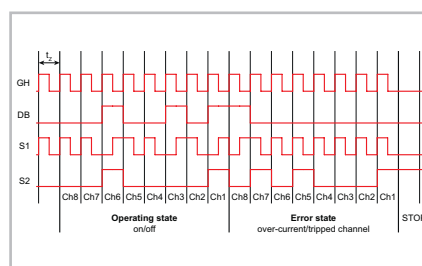 tz
GH
DB
S1
S2
Ch8 Ch7 Ch6 Ch5 Ch4 Ch3 Ch2 Ch1 Ch8 Ch7 Ch6 Ch5 Ch4 Ch3 Ch2 Ch1
Operating state Error state STOP
on/off over-current/tripped channel